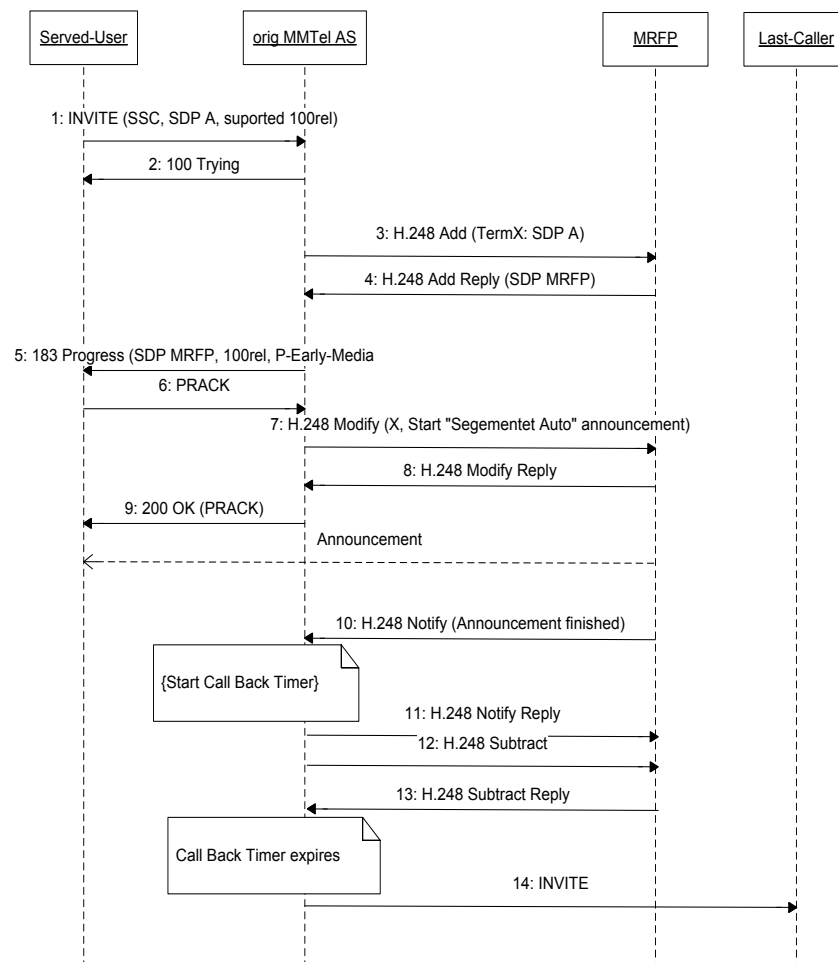 Served-User
orig MMTel AS
MRFP
Last-Caller
1: INVITE (SSC, SDP A, suported 100rel)
2: 100 Trying
3: H.248 Add (TermX: SDP A)
4: H.248 Add Reply (SDP MRFP)
5: 183 Progress (SDP MRFP, 100rel, P-Early-Media
6: PRACK
7: H.248 Modify (X, Start "Segementet Auto" announcement)
8: H.248 Modify Reply
9: 200 OK (PRACK)
Announcement
10: H.248 Notify (Announcement finished)
{Start Call Back Timer}
11: H.248 Notify Reply
12: H.248 Subtract
13: H.248 Subtract Reply
Call Back Timer expires
14: INVITE